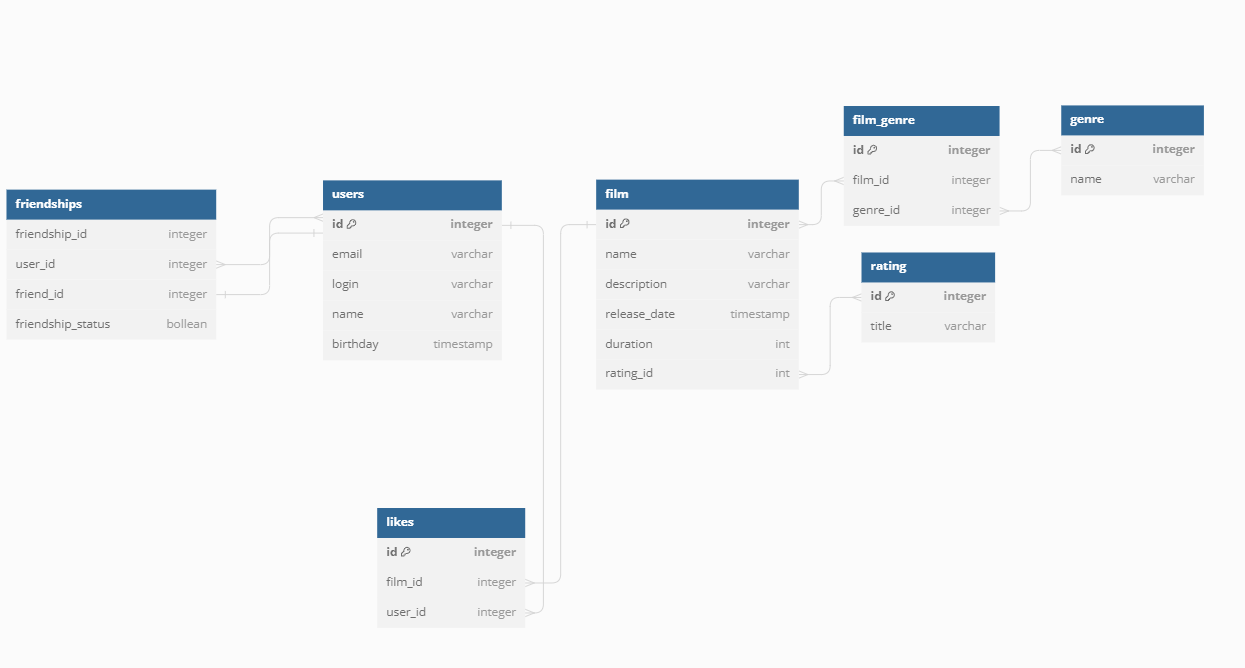 friendships
friendship_id integer
user_id integer
friend_id integer
friendship_status bollean
users
id integer
email varchar
login varchar
name varchar
birthday timestamp
film
id integer
name varchar
description varchar
release_date timestamp
duration int
rating_id int
film_genre
id integer
film_id integer
genre_id integer
genre
id integer
name varchar
rating
id integer
title varchar
likes
id integer
film_id integer
user_id integer